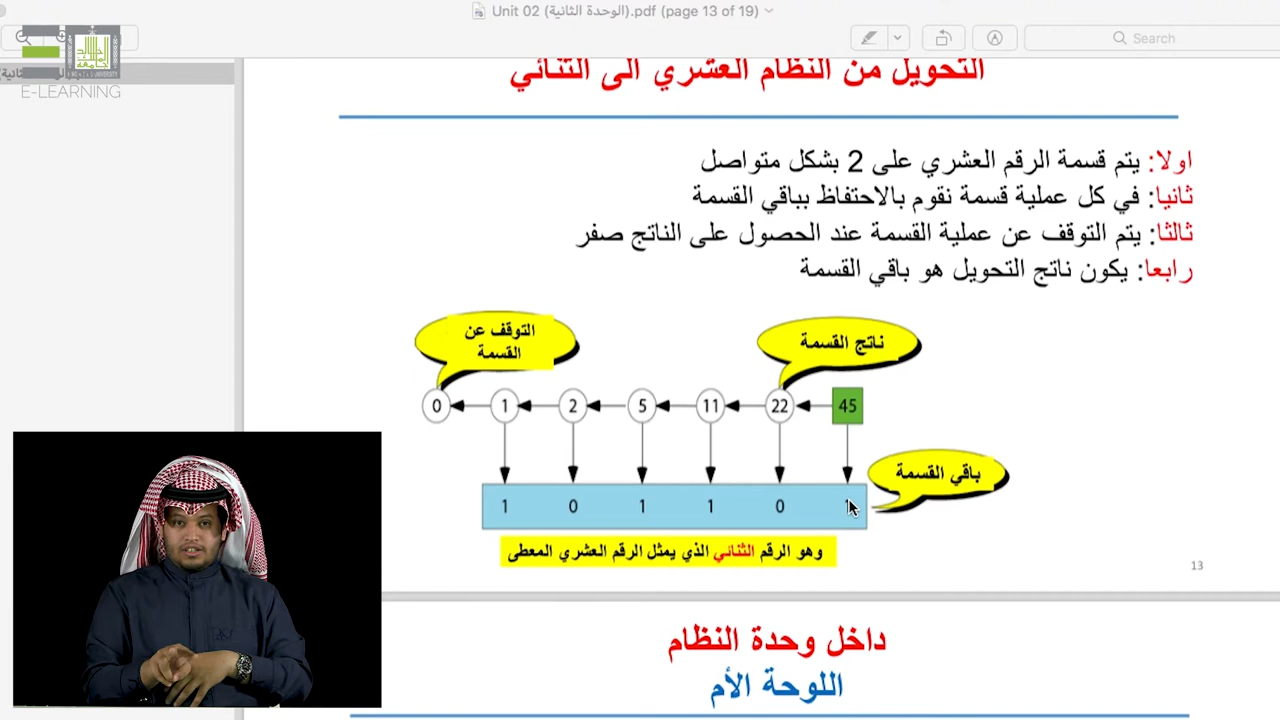 Unit 02 (الوحدة الثانية).pdf (page 13 of 19)
Search
E-LEARNING
التحويل من النظام العشري الى الثنائي
اولا: يتم قسمة الرقم العشري على 2 بشكل متواصل
ثانيا: في كل عملية قسمة نقوم بالاحتفاظ بباقي القسمة
ثالثا: يتم التوقف عن عملية القسمة عند الحصول على الناتج صفر
رابعا: يكون ناتج التحويل هو باقي القسمة
التوقف عن
القسمة
ناتج القسمة
0 1 2 5 11 22 45
باقي القسمة
1 0 1 1 0 1
وهو الرقم الثنائي الذي يمثل الرقم العشري المعطى
13
داخل وحدة النظام
اللوحة الأم